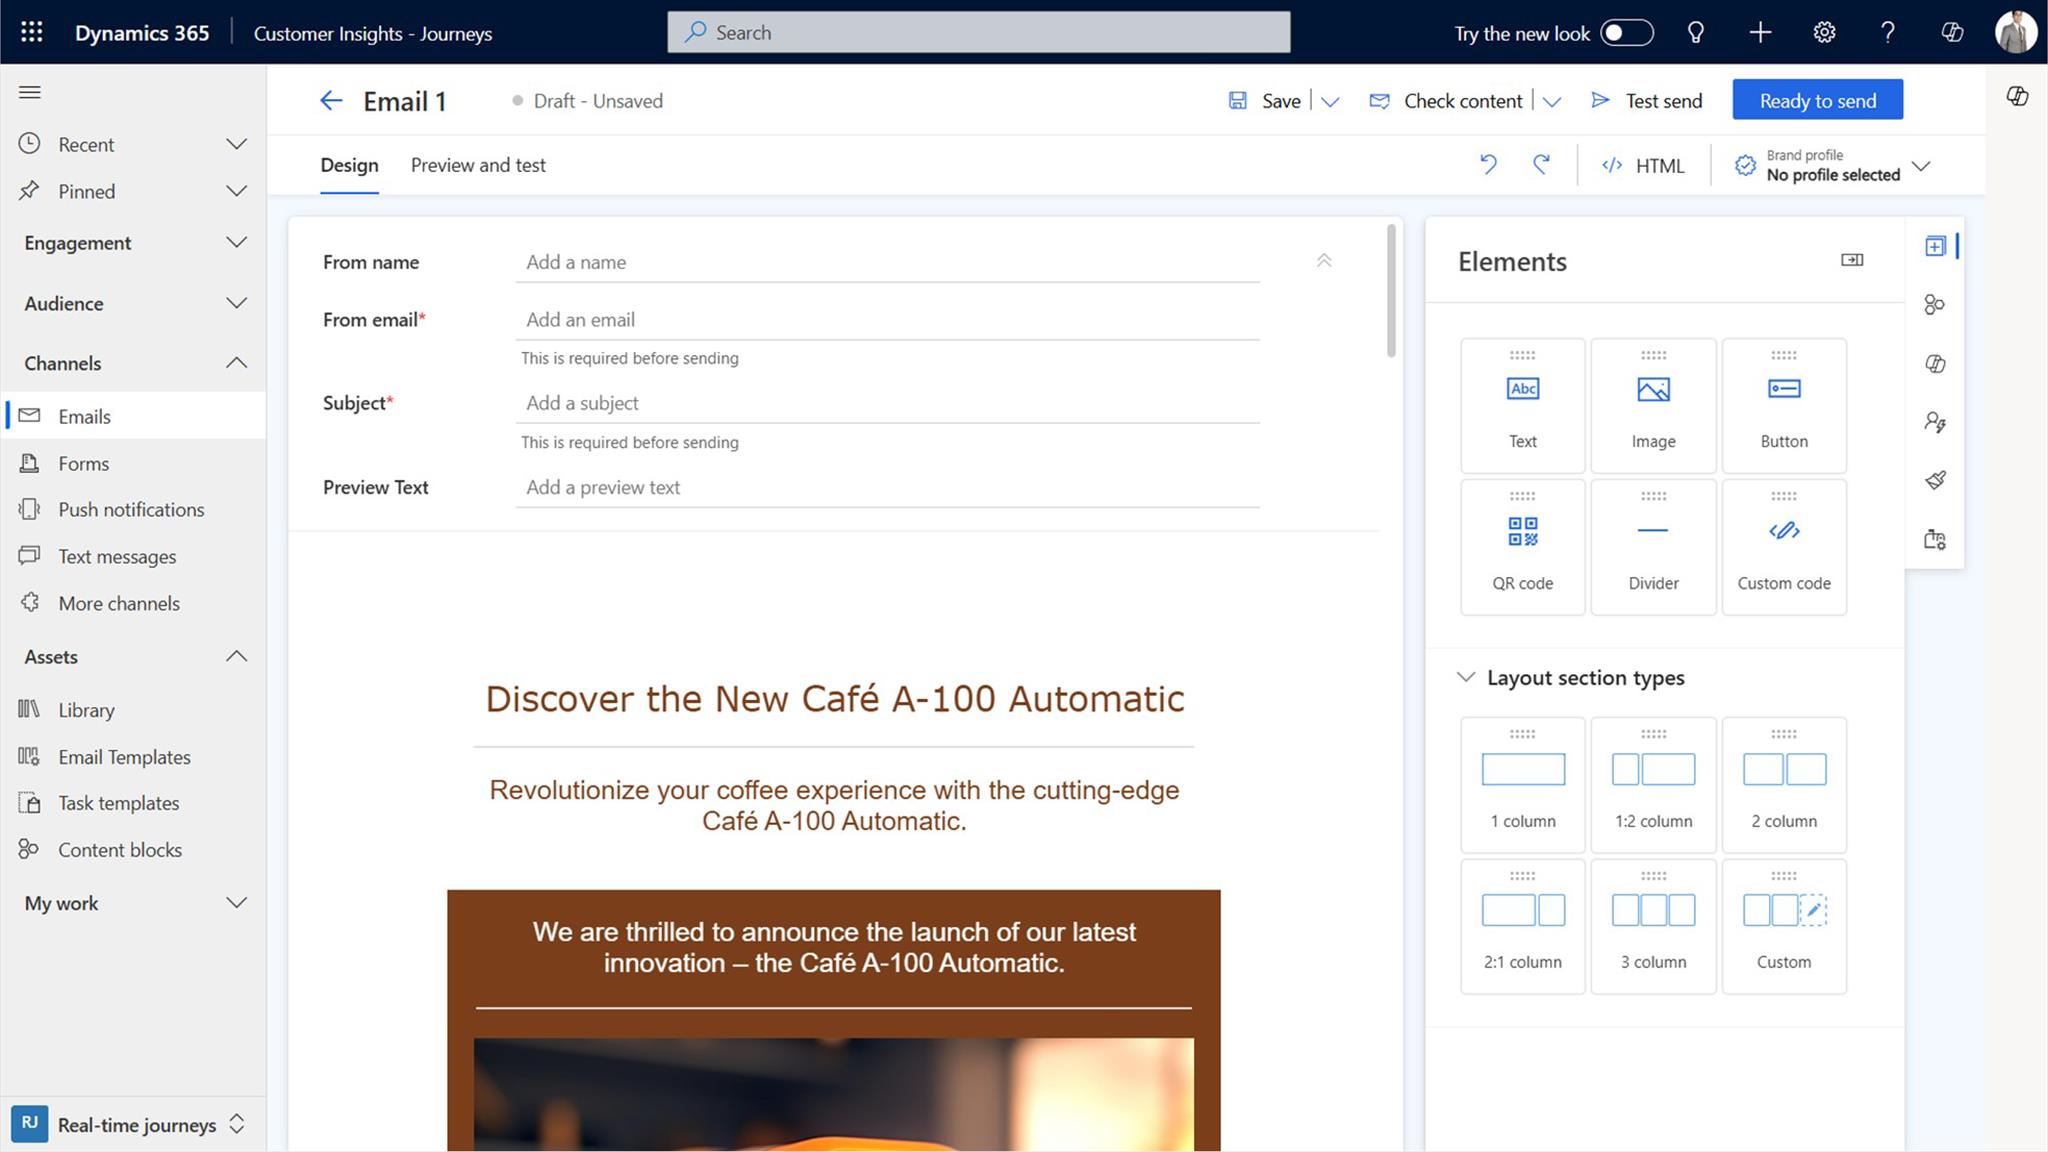 Dynamics 365
Customer Insights - Journeys
Search
Try the new look
Email 1
Draft - Unsaved
Save
Check content
Test send
Ready to send
Design
Preview and test
HTML
Brand profile
No profile selected
Recent
Pinned
Engagement
Audience
Channels
Emails
Forms
Push notifications
Text messages
More channels
Assets
Library
Email Templates
Task templates
Content blocks
My work
RJ
Real-time journeys
From name
Add a name
From email*
Add an email
This is required before sending
Subject*
Add a subject
This is required before sending
Preview Text
Add a preview text
Discover the New Café A-100 Automatic
Revolutionize your coffee experience with the cutting-edge
Café A-100 Automatic.
We are thrilled to announce the launch of our latest
innovation – the Café A-100 Automatic.
Elements
Abc
Text
Image
Button
QR code
Divider
Custom code
Layout section types
1 column
1:2 column
2 column
2:1 column
3 column
Custom